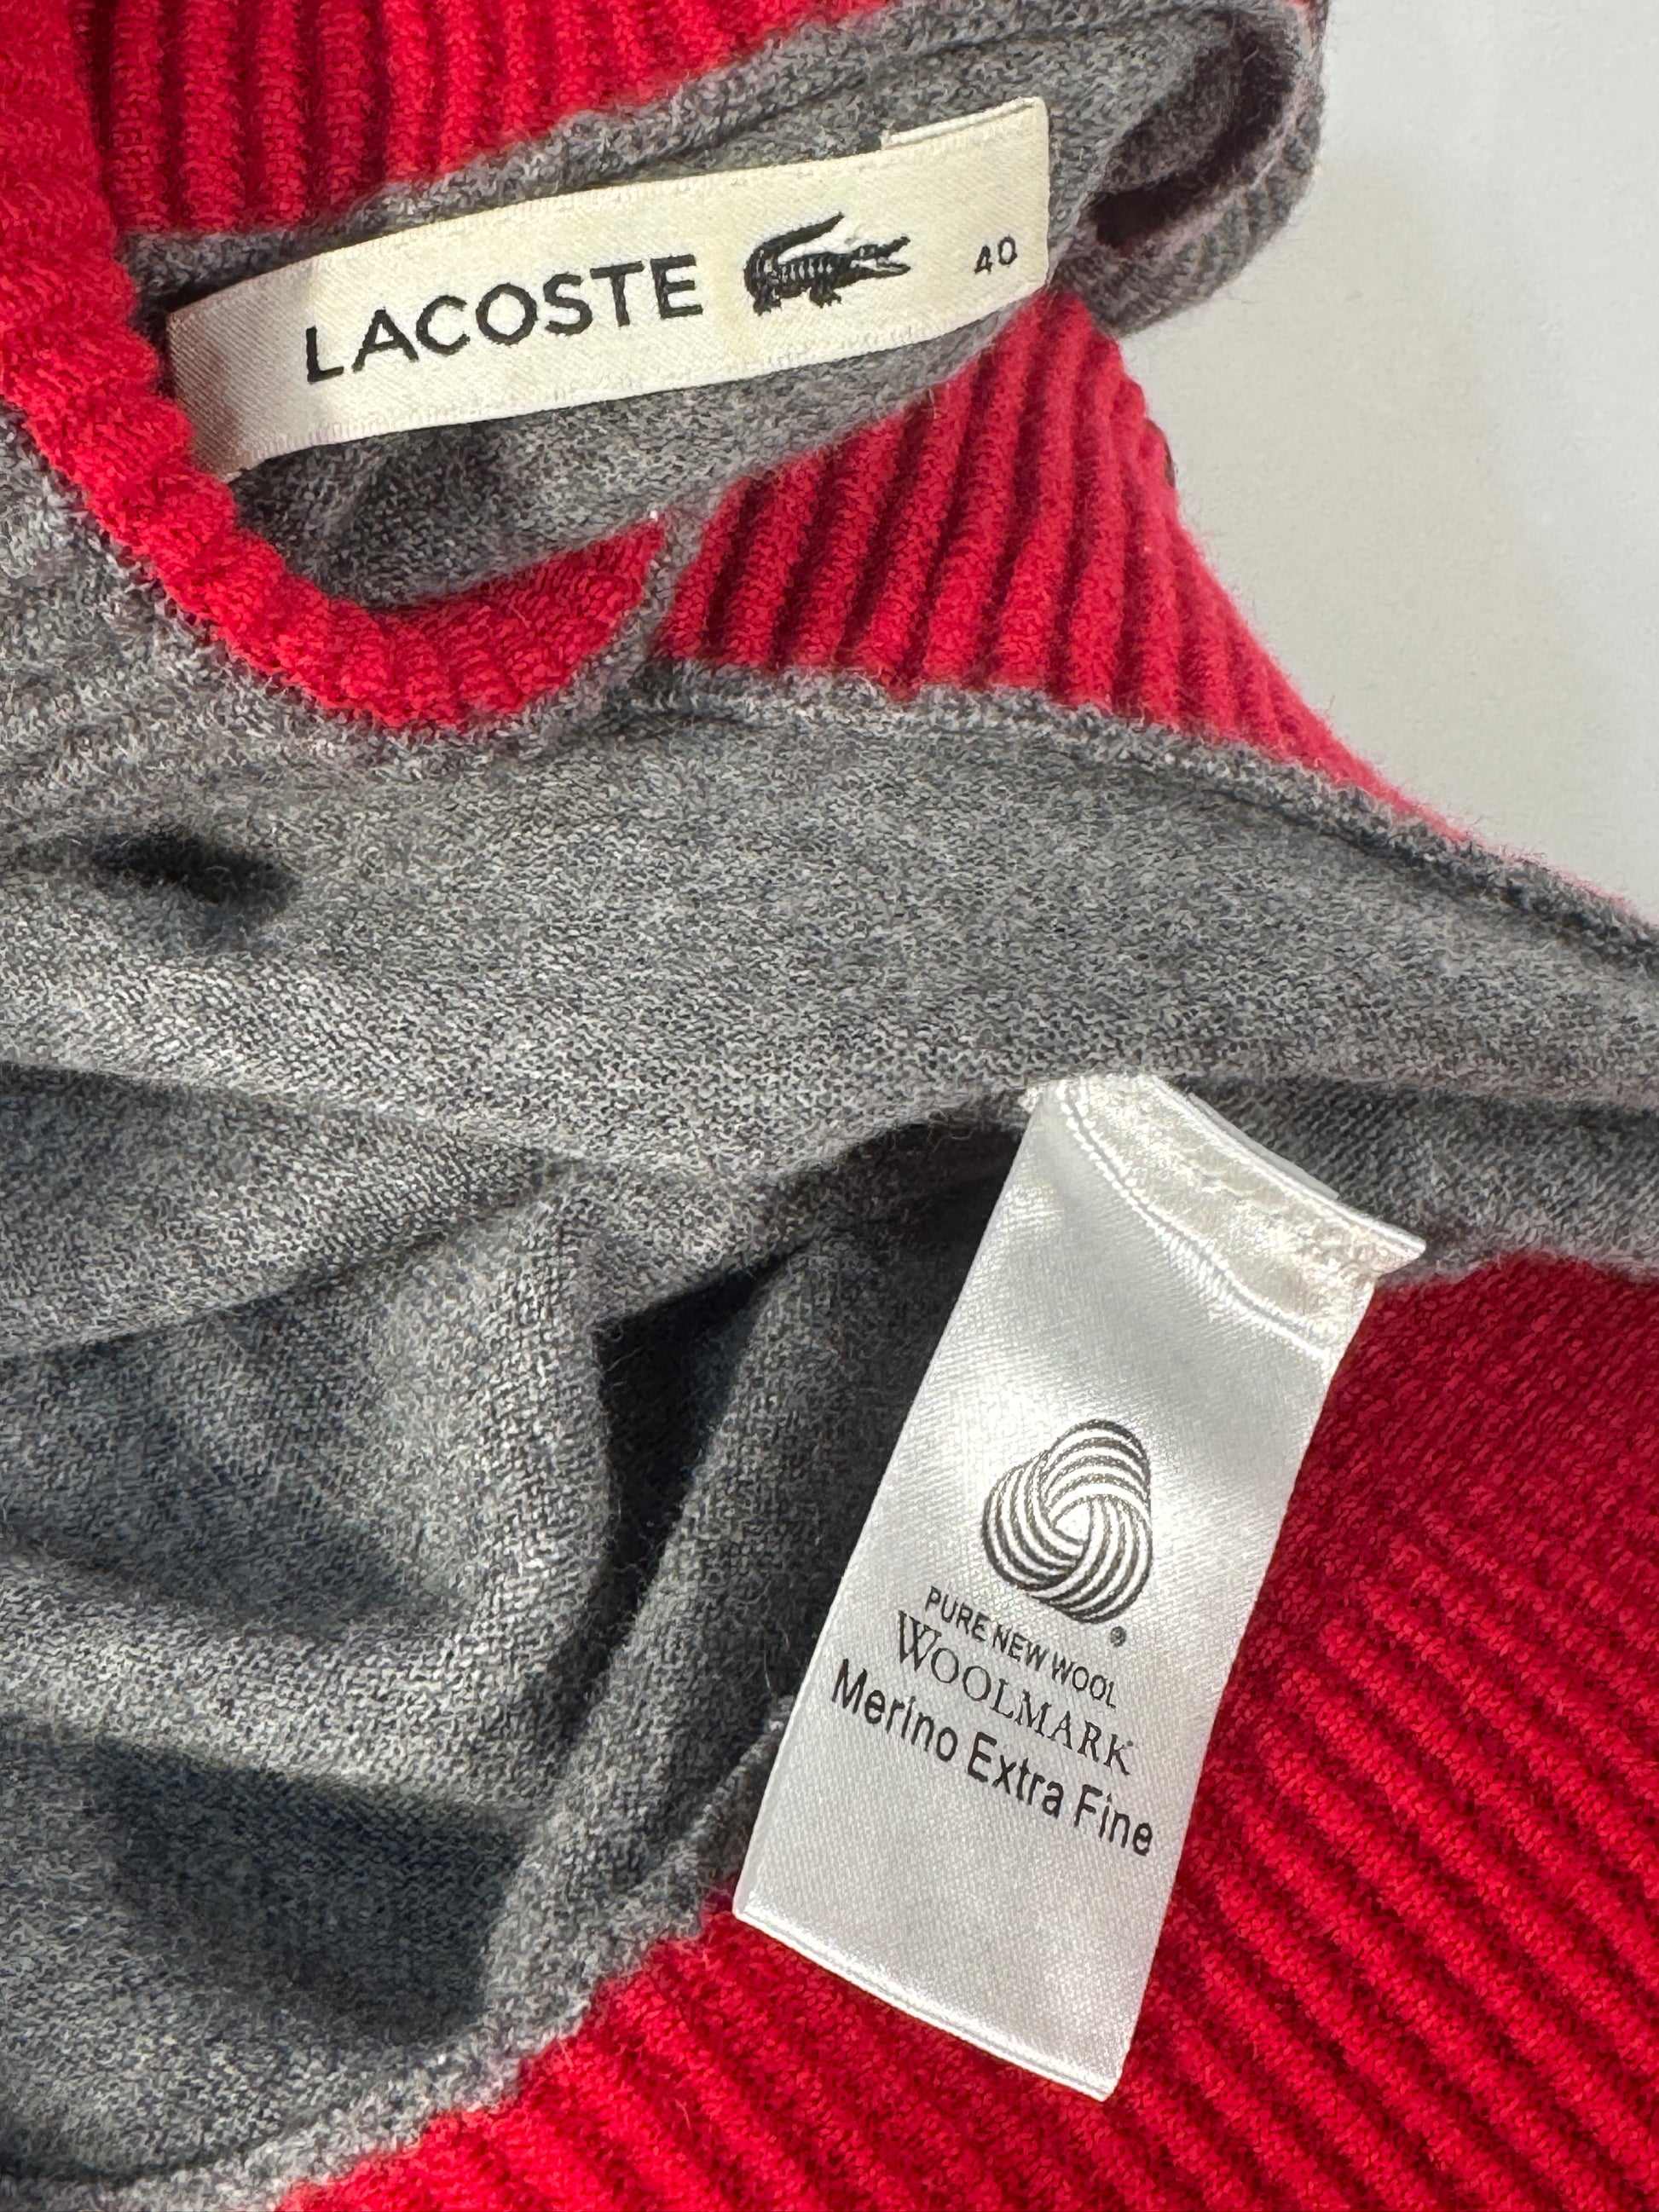 LACOSTE 40
PURE NEW WOOL
WOOLMARK
Merino Extra Fine